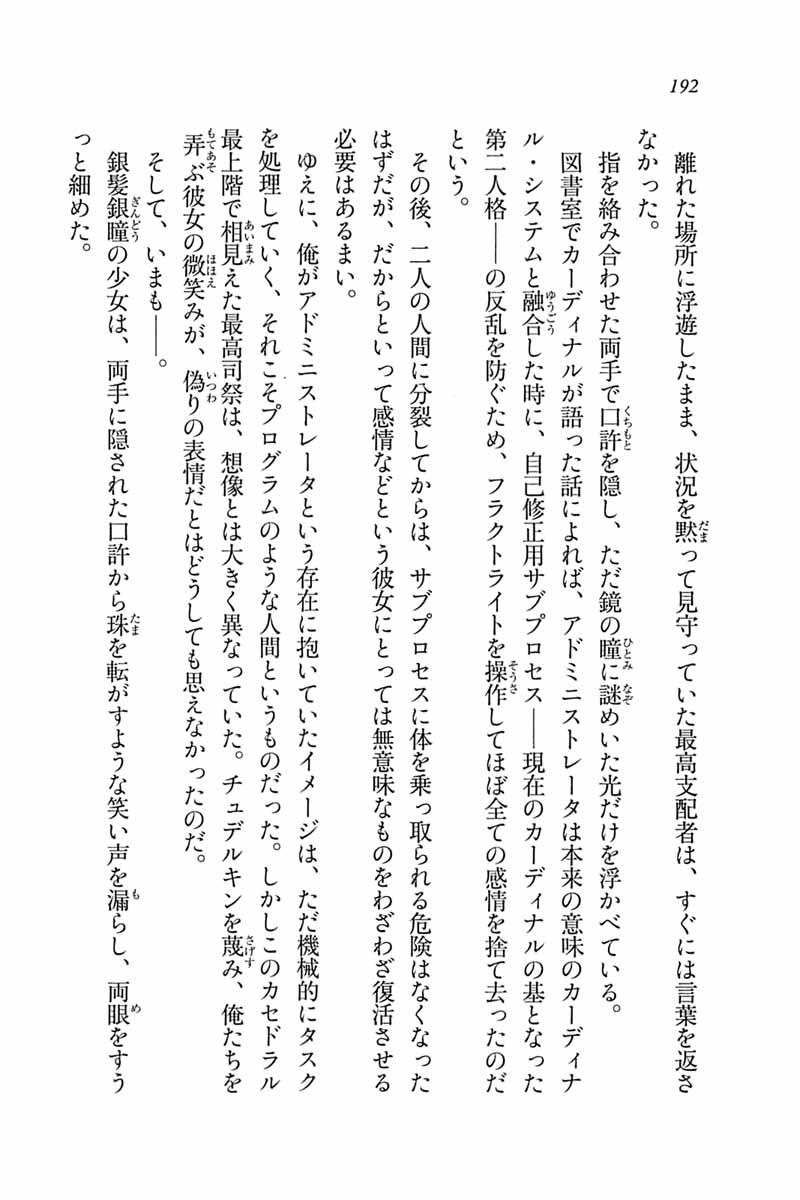 192
離れた場所に浮遊したまま、状況を黙って見守っていた最高支配者は、すぐには言葉を返さ
なかった。
指を絡み合わせた両手で口許を隠し、ただ鏡の瞳に謎めいた光だけを浮かべている。
図書室でカーディナルが語った話によれば、アドミニストレータは本来の意味のカーディナ
ル・システムと融合した時に、自己修正用サブプロセス――現在のカーディナルの基となった
第二人格――の反乱を防ぐため、フラクトライトを操作してほぼ全ての感情を捨て去ったのだ
という。
その後、二人の人間に分裂してからは、サブプロセスに体を乗っ取られる危険はなくなった
はずだが、だからといって感情などという彼女にとっては無意味なものをわざわざ復活させる
必要はあるまい。
ゆえに、俺がアドミニストレータという存在に抱いていたイメージは、ただ機械的にタスク
を処理していく、それこそプログラムのような人間というものだった。しかしこのカセドラル
最上階で相見えた最高司祭は、想像とは大きく異なっていた。チュデルキンを蔑み、俺たちを
弄ぶ彼女の微笑みが、偽りの表情だとはどうしても思えなかったのだ。
そして、いまも――。
銀髪銀瞳の少女は、両手に隠された口許から珠を転がすような笑い声を漏らし、両眼をすう
っと細めた。